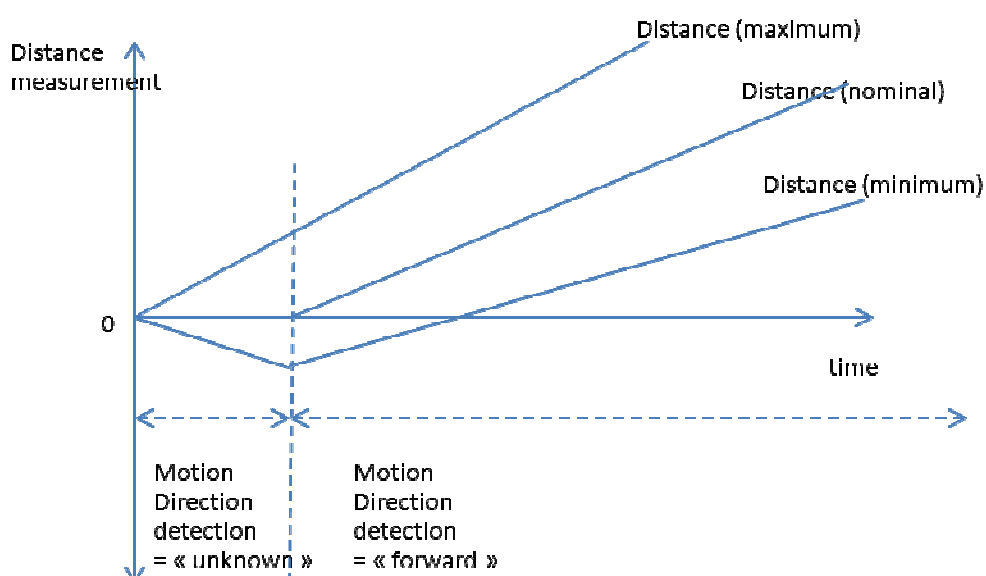 Distance (maximum)
Distance
measurement
Distance (nominal)
Distance (minimum)
0
time
Motion
Direction
detection
= « unknown »
Motion
Direction
detection
= « forward »